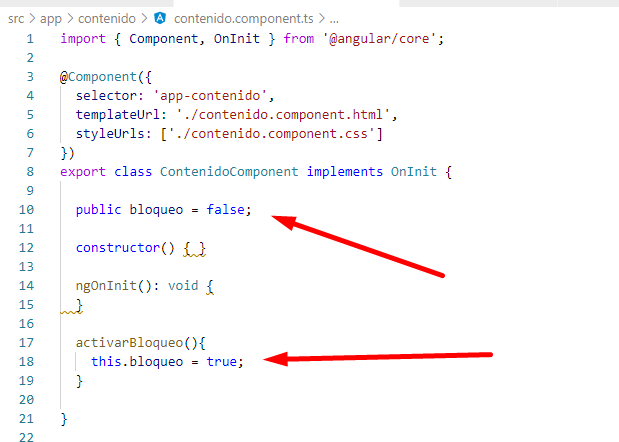 src > app > contenido > contenido.component.ts > ...
1 import { Component, OnInit } from '@angular/core';
2
3 @Component({
4 selector: 'app-contenido',
5 templateUrl: './contenido.component.html',
6 styleUrls: ['./contenido.component.css']
7 })
8 export class ContenidoComponent implements OnInit {
9
10 public bloqueo = false;
11
12 constructor() { }
13
14 ngOnInit(): void {
15 }
16
17 activarBloqueo(){
18 this.bloqueo = true;
19 }
20
21 }
22